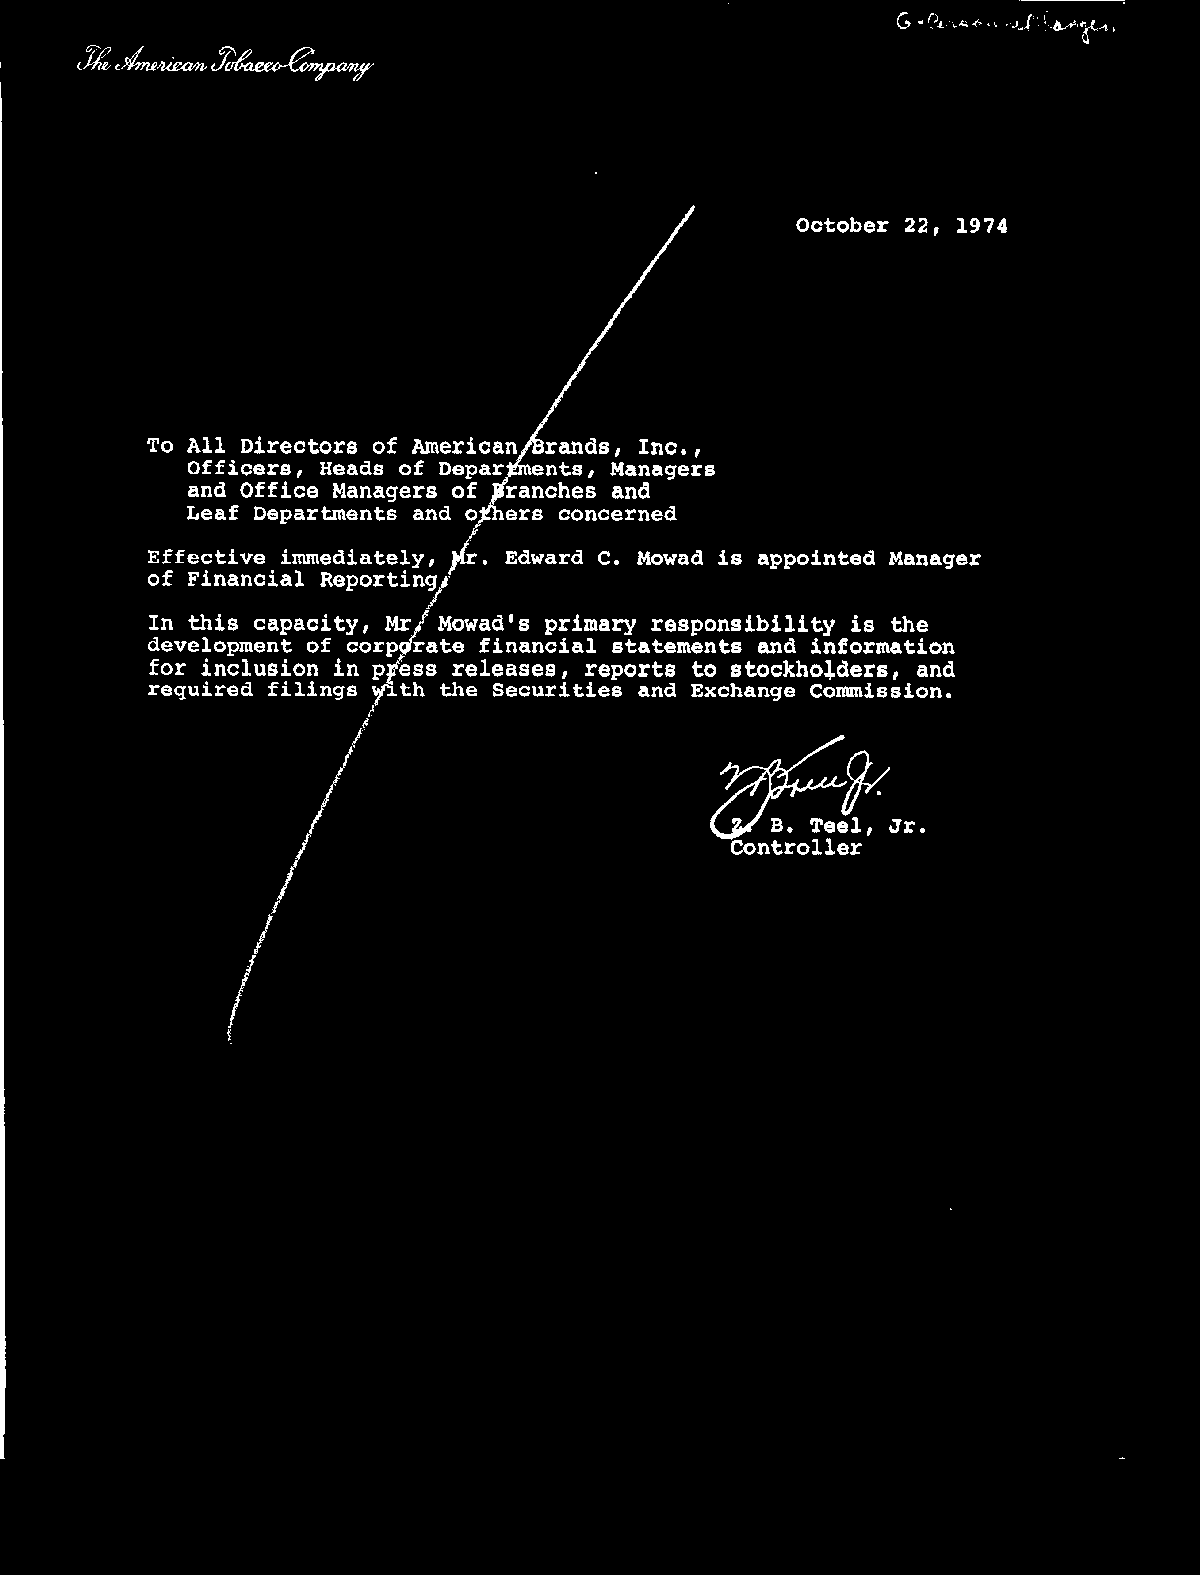 G-Personnel Changes
The American Tobacco Company
October 22, 1974
To All Directors of American Brands, Inc.,
Officers, Heads of Departments, Managers
and Office Managers of Branches and
Leaf Departments and others concerned
Effective immediately, Mr. Edward C. Mowad is appointed Manager
of Financial Reporting.
In this capacity, Mr. Mowad's primary responsibility is the
development of corporate financial statements and information
for inclusion in press releases, reports to stockholders, and
required filings with the Securities and Exchange Commission.
Z. B. Teel, Jr.
Controller